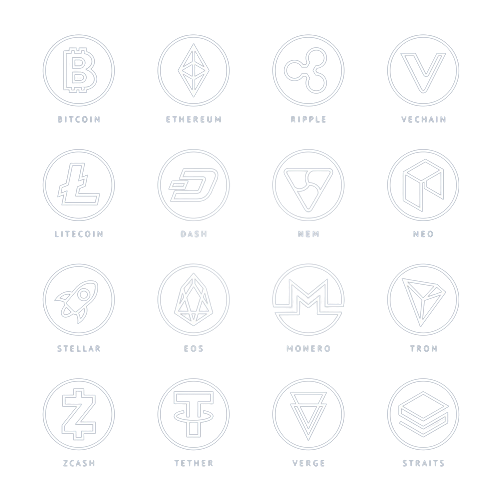 BITCOIN ETHEREUM RIPPLE VECHAIN
LITECOIN DASH NEM NEO
STELLAR EOS MONERO TRON
ZCASH TETHER VERGE STRAITS